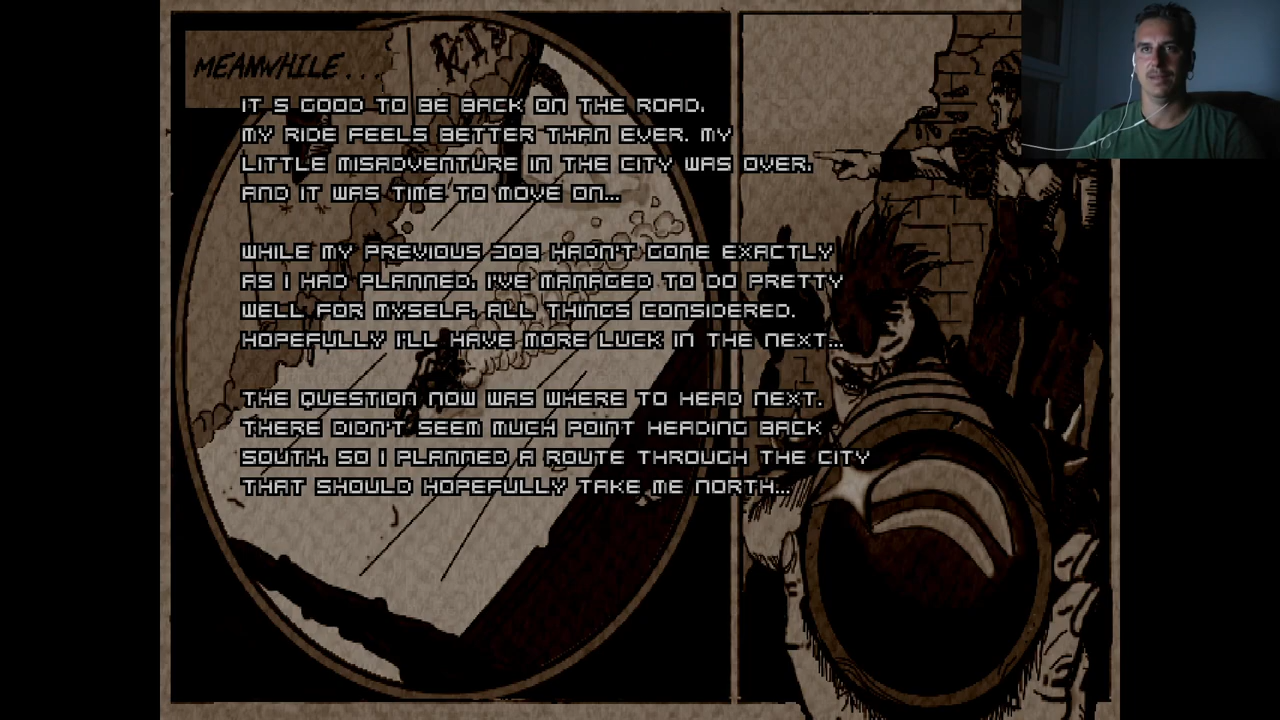 MEANWHILE...
IT S GOOD TO BE BACK ON THE ROAD.
MY RIDE FEELS BETTER THAN EVER. MY
LITTLE MISADVENTURE IN THE CITY WAS OVER.
AND IT WAS TIME TO MOVE ON...
WHILE MY PREVIOUS JOB HADN'T GONE EXACTLY
AS I HAD PLANNED, I'VE MANAGED TO DO PRETTY
WELL FOR MYSELF, ALL THINGS CONSIDERED.
HOPEFULLY I'LL HAVE MORE LUCK IN THE NEXT...
THE QUESTION NOW WAS WHERE TO HEAD NEXT.
THERE DIDN'T SEEM MUCH POINT HEADING BACK
SOUTH, SO I PLANNED A ROUTE THROUGH THE CITY
THAT SHOULD HOPEFULLY TAKE ME NORTH...